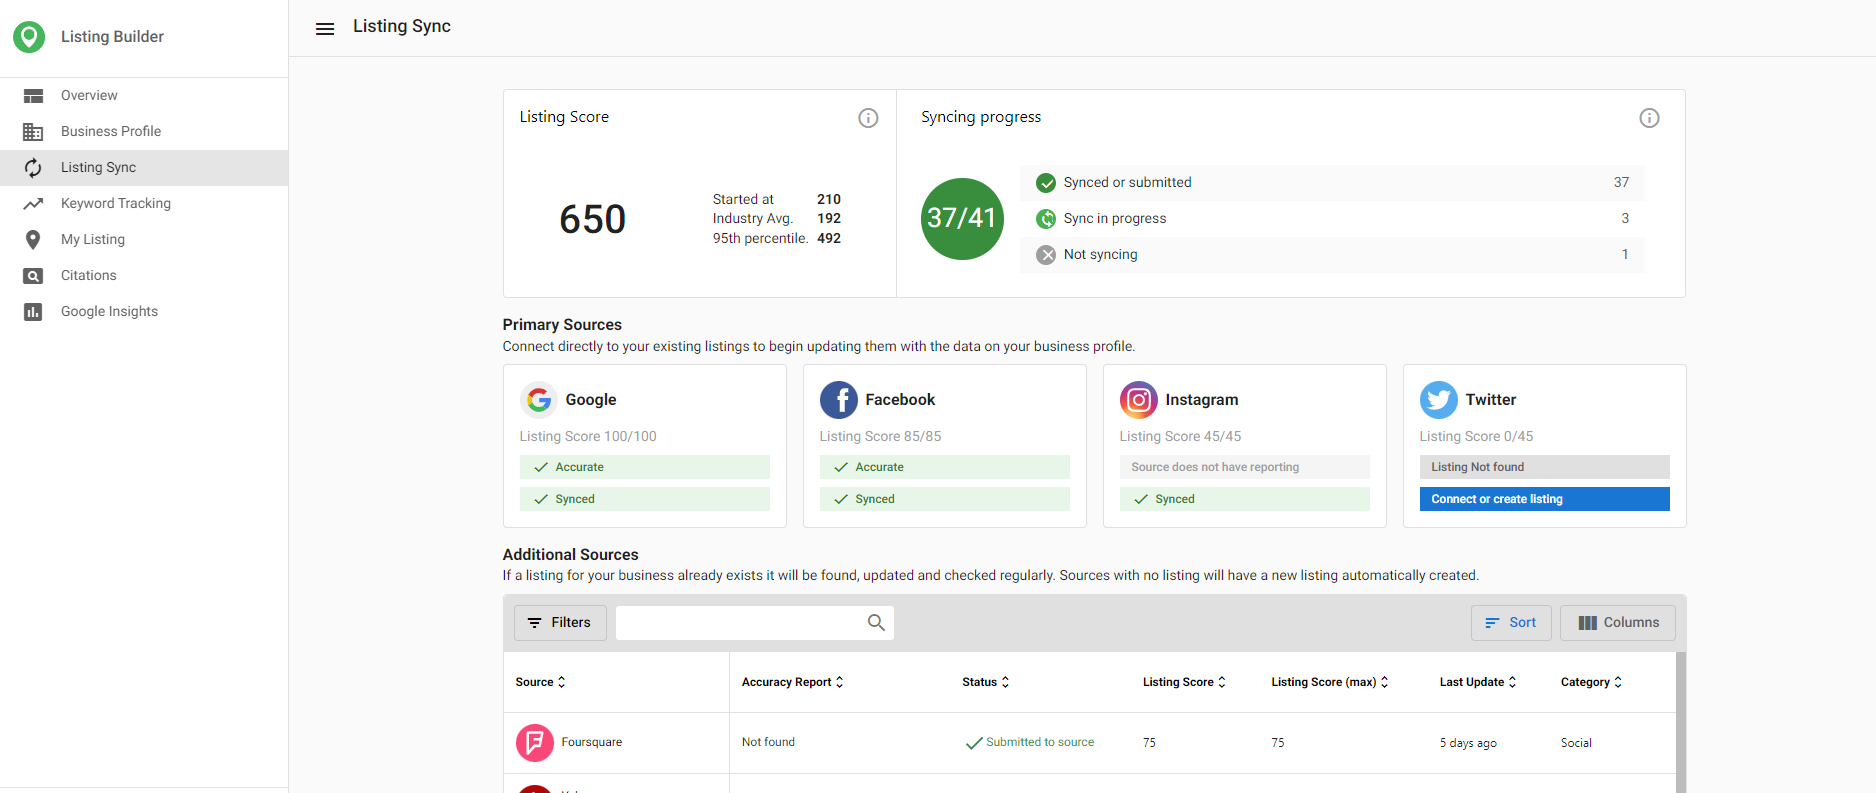 Listing Builder
Listing Sync
Overview
Business Profile
Listing Sync
Keyword Tracking
My Listing
Citations
Google Insights
Listing Score
650
Started at 210
Industry Avg. 192
95th percentile. 492
Syncing progress
37/41
Synced or submitted 37
Sync in progress 3
Not syncing 1
Primary Sources
Connect directly to your existing listings to begin updating them with the data on your business profile.
Google
Listing Score 100/100
Accurate
Synced
Facebook
Listing Score 85/85
Accurate
Synced
Instagram
Listing Score 45/45
Source does not have reporting
Synced
Twitter
Listing Score 0/45
Listing Not found
Connect or create listing
Additional Sources
If a listing for your business already exists it will be found, updated and checked regularly. Sources with no listing will have a new listing automatically created.
Filters Sort Columns
Source Accuracy Report Status Listing Score Listing Score (max) Last Update Category
Foursquare Not found Submitted to source 75 75 5 days ago Social